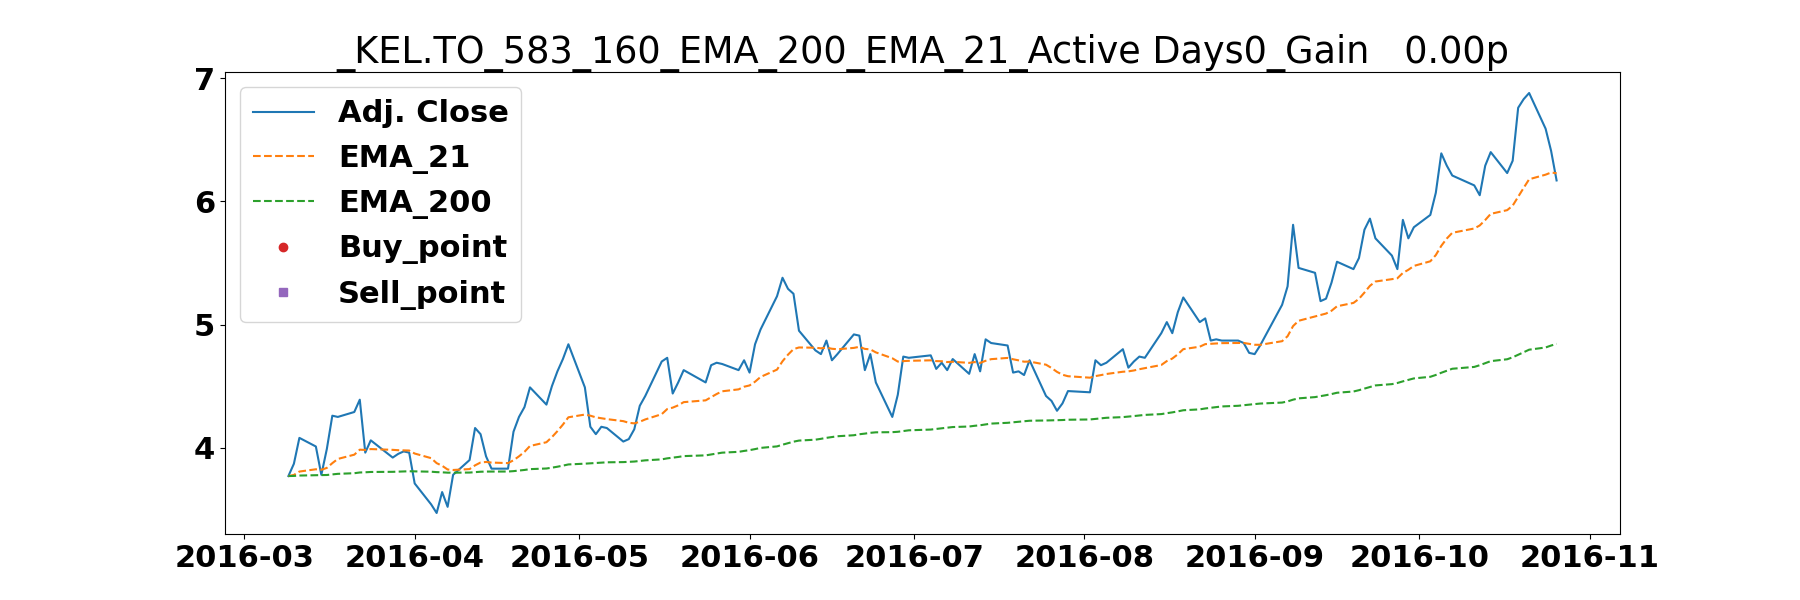 _KEL.TO_583_160_EMA_200_EMA_21_Active Days0_Gain   0.00p
7
6
5
4
Adj. Close
EMA_21
EMA_200
Buy_point
Sell_point
2016-03 2016-04 2016-05 2016-06 2016-07 2016-08 2016-09 2016-10 2016-11